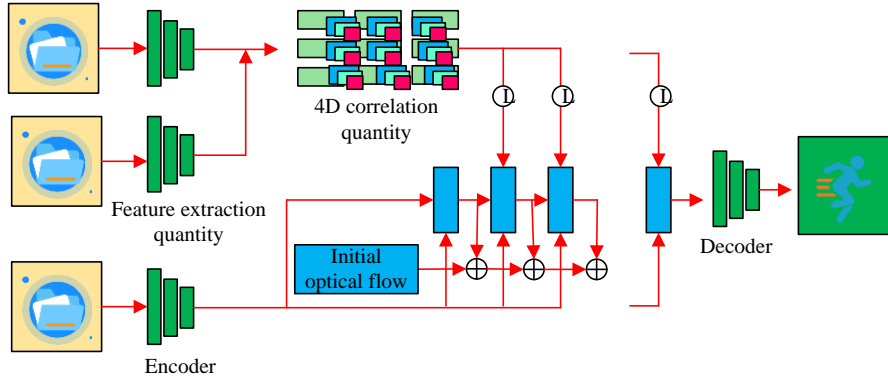 4D correlation
quantity
L
L
L
Feature extraction
quantity
Initial
optical flow
Decoder
Encoder